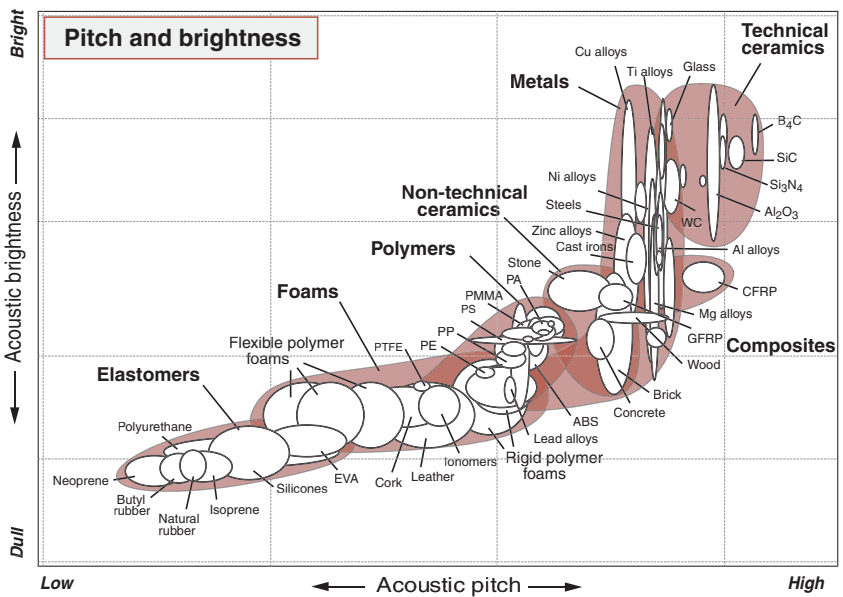 Pitch and brightness
Bright
Acoustic brightness
Dull
Low
Acoustic pitch
High
Technical
ceramics
Cu alloys
Ti alloys
Glass
Metals
B₄C
SiC
Si₃N₄
Al₂O₃
WC
Al alloys
Ni alloys
Steels
Zinc alloys
Cast irons
Non-technical
ceramics
Stone
Polymers
PA
PMMA
PS
PP
PE
PTFE
CFRP
Mg alloys
GFRP
Composites
Wood
Brick
Concrete
ABS
Lead alloys
Rigid polymer
foams
Foams
Flexible polymer
foams
Elastomers
Polyurethane
Neoprene
Butyl
rubber
Natural
rubber
Isoprene
Silicones
EVA
Cork
Leather
Ionomers